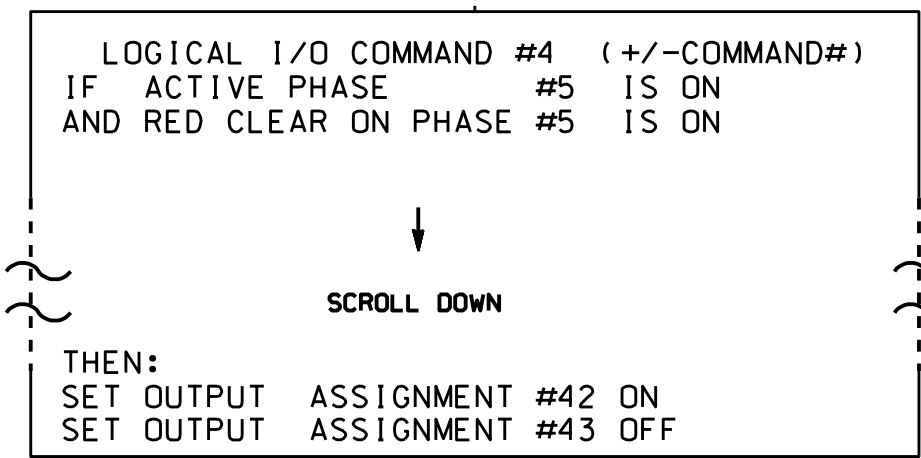 LOGICAL I/O COMMAND #4 (+/-COMMAND#)
IF ACTIVE PHASE #5 IS ON
AND RED CLEAR ON PHASE #5 IS ON
SCROLL DOWN
THEN:
SET OUTPUT ASSIGNMENT #42 ON
SET OUTPUT ASSIGNMENT #43 OFF